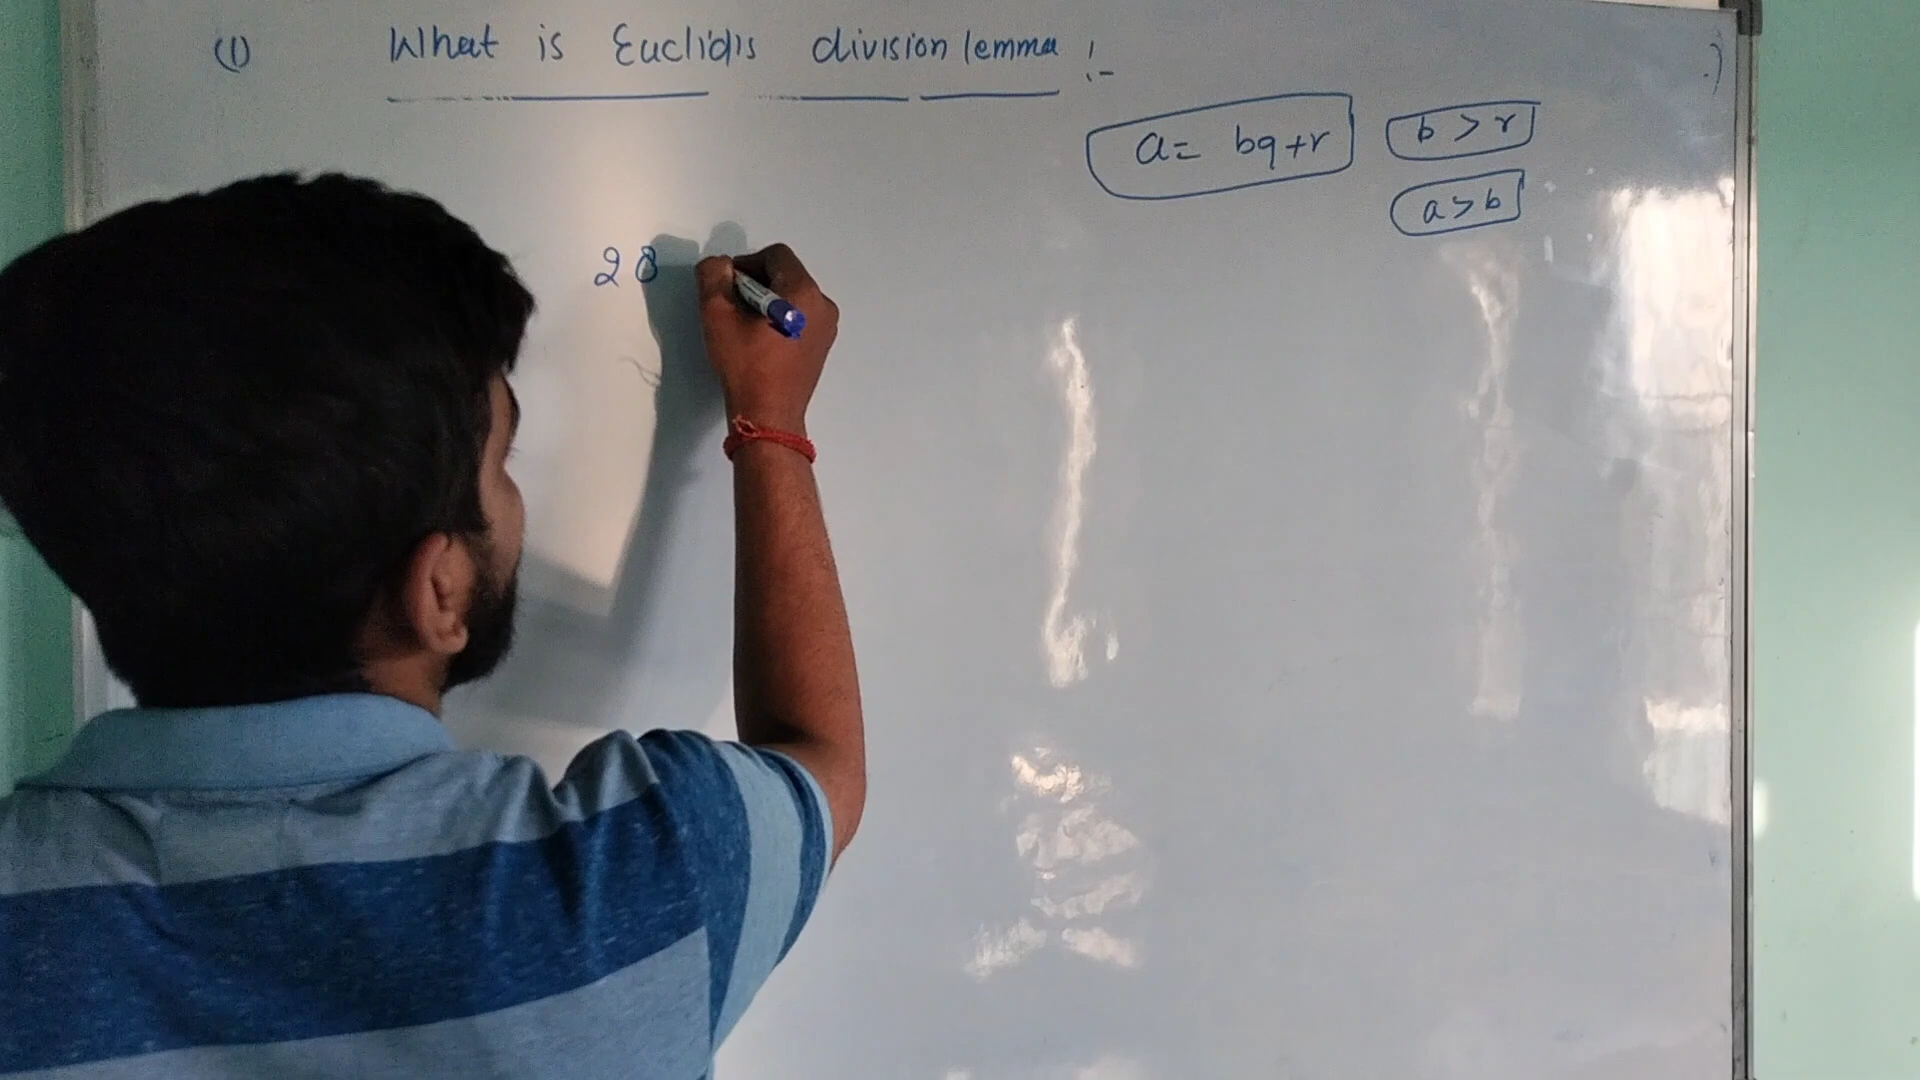 (1) What is Euclid's division lemma :-
a= bq+r b > r
a > b
28